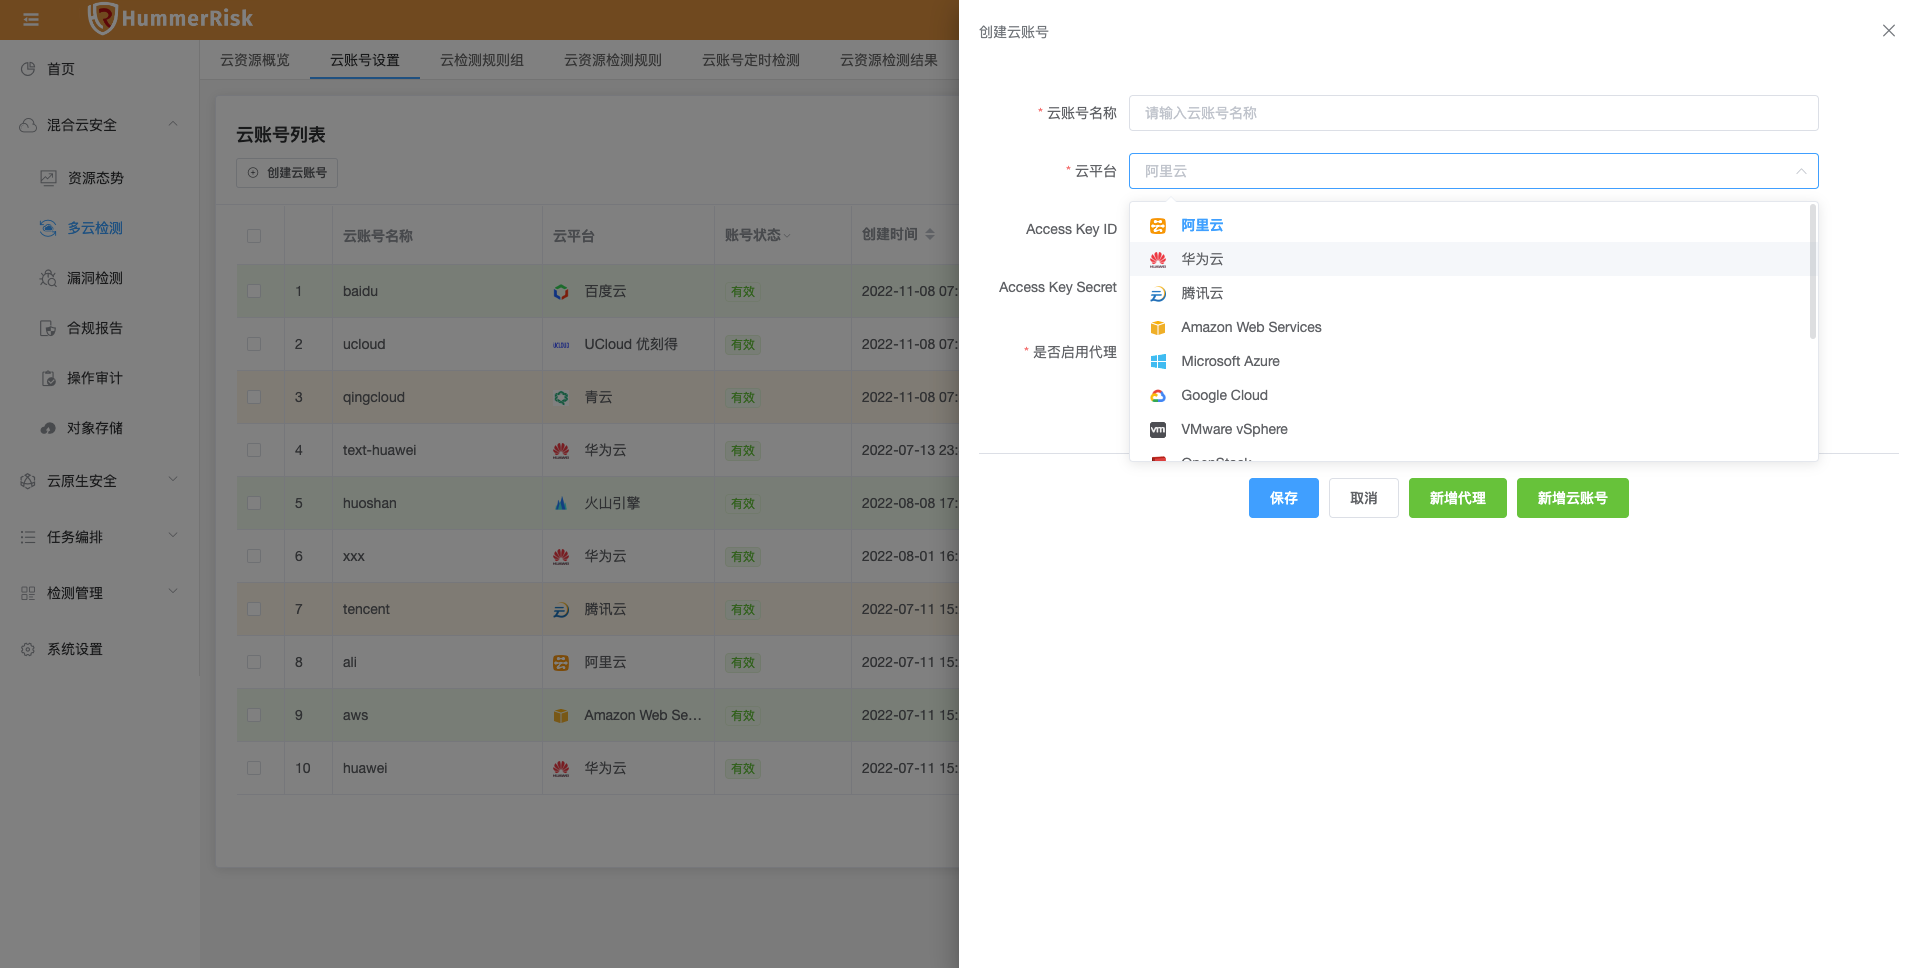 HummerRisk
首页
混合云安全
资源态势
多云检测
漏洞检测
合规报告
操作审计
对象存储
云原生安全
任务编排
检测管理
系统设置
云资源概览 云账号设置 云检测规则组 云资源检测规则 云账号定时检测 云资源检测结果
云账号列表
创建云账号
云账号名称 云平台 账号状态 创建时间
1 baidu 百度云 有效 2022-11-08 07:
2 ucloud UCloud 优刻得 有效 2022-11-08 07:
3 qingcloud 青云 有效 2022-11-08 07:
4 text-huawei 华为云 有效 2022-07-13 23:
5 huoshan 火山引擎 有效 2022-08-08 17:
6 xxx 华为云 有效 2022-08-01 16:
7 tencent 腾讯云 有效 2022-07-11 15:
8 ali 阿里云 有效 2022-07-11 15:
9 aws Amazon Web Se... 有效 2022-07-11 15:
10 huawei 华为云 有效 2022-07-11 15:
创建云账号
* 云账号名称 请输入云账号名称
* 云平台 阿里云
Access Key ID
Access Key Secret
* 是否启用代理
阿里云
华为云
腾讯云
Amazon Web Services
Microsoft Azure
Google Cloud
VMware vSphere
OpenStack
保存 取消 新增代理 新增云账号